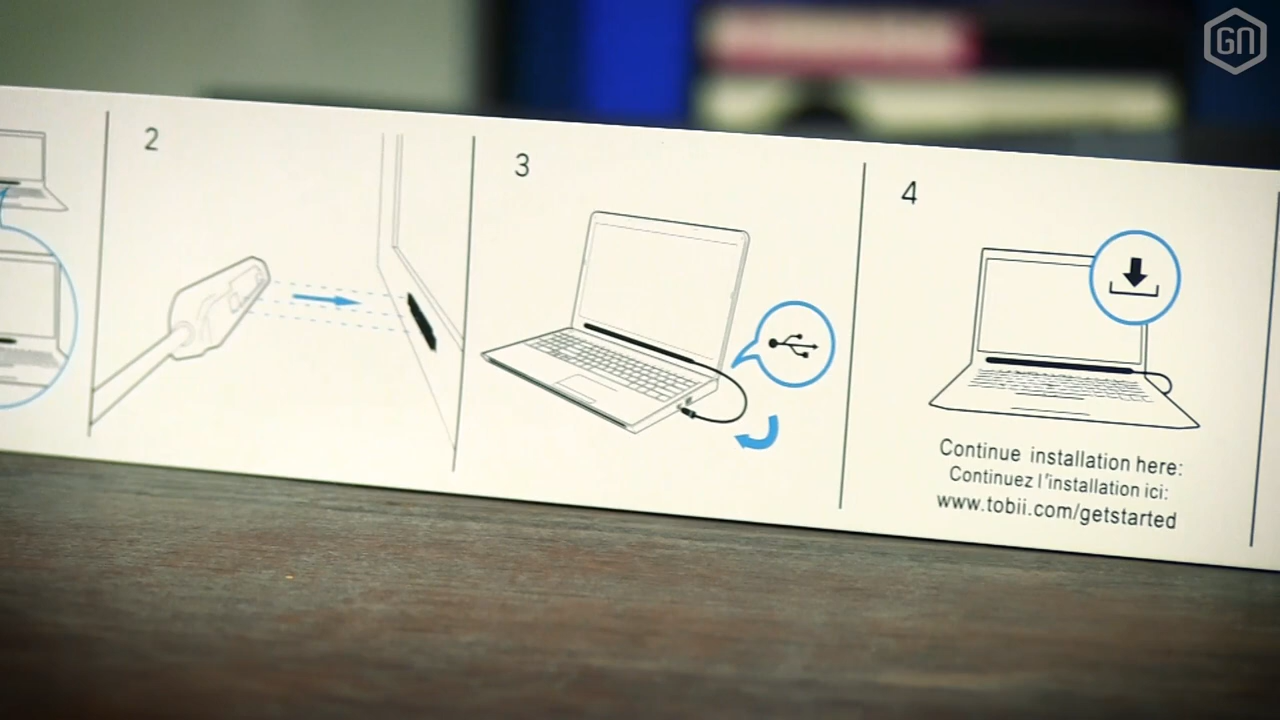 GN
2
3
4
Continue installation here:
Continuez l'installation ici:
www.tobii.com/getstarted